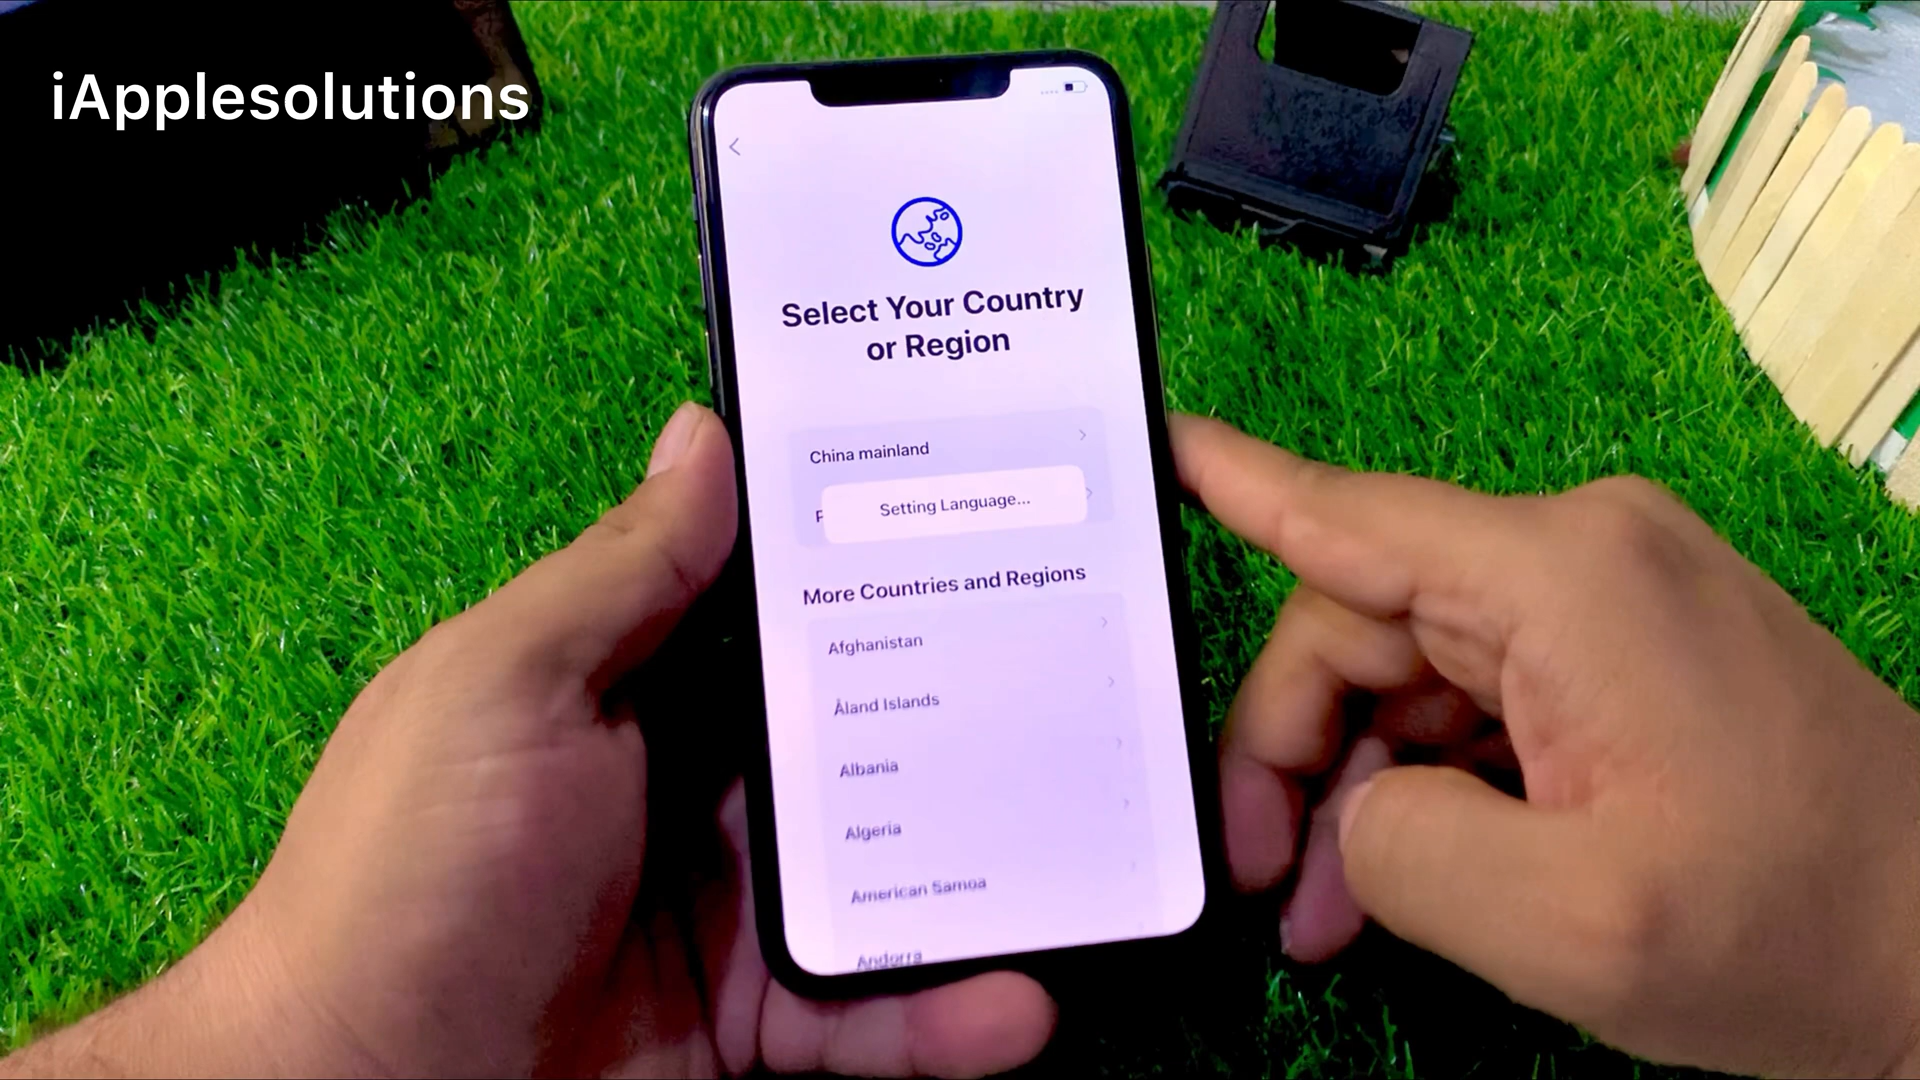 iApplesolutions
Select Your Country
or Region
China mainland
Setting Language...
More Countries and Regions
Afghanistan
Åland Islands
Albania
Algeria
American Samoa
Andorra